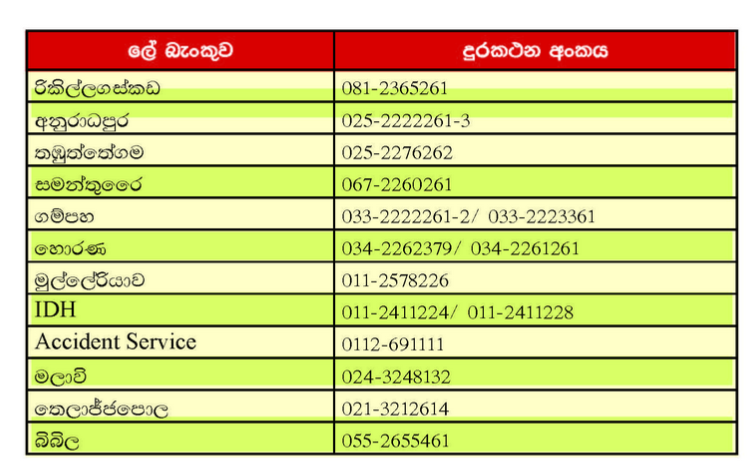 ලේ බැංකුව දුරකථන අංකය
රිකිල්ලගස්කඩ 081-2365261
අනුරාධපුර 025-2222261-3
තඹුත්තේගම 025-2276262
සමන්තුරෙෙ 067-2260261
ගම්පහ 033-2222261-2/ 033-2223361
හොරණ 034-2262379/ 034-2261261
මුල්ලේරියාව 011-2578226
IDH 011-2411224/ 011-2411228
Accident Service 0112-691111
මලාවි 024-3248132
තෙලාජ්ජපොල 021-3212614
බිබිල 055-2655461